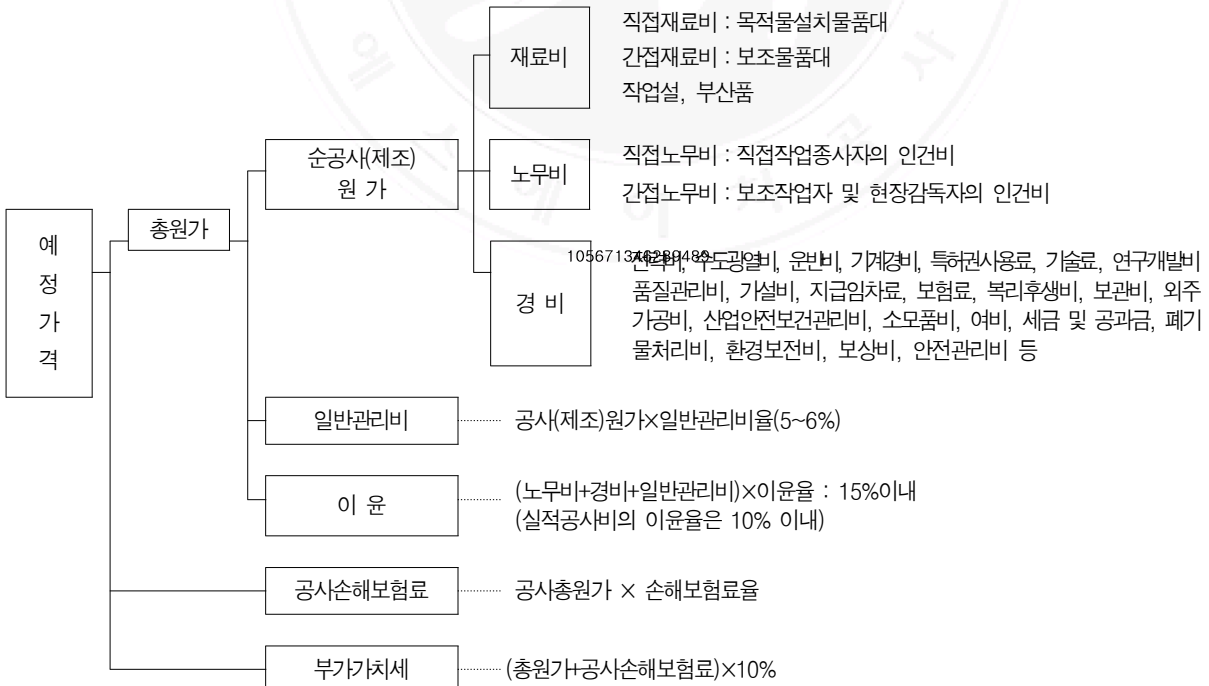 재료비
직접재료비 : 목적물설치물품대
간접재료비 : 보조물품대
작업설, 부산품
순공사(제조)
원 가
노무비
직접노무비 : 직접작업종사자의 인건비
간접노무비 : 보조작업자 및 현장감독자의 인건비
예
정
가
격
총원가
경 비
105671346289489
전력비, 수도광열비, 운반비, 기계경비, 특허권사용료, 기술료, 연구개발비
품질관리비, 가설비, 지급임차료, 보험료, 복리후생비, 보관비, 외주
가공비, 산업안전보건관리비, 소모품비, 여비, 세금 및 공과금, 폐기
물처리비, 환경보전비, 보상비, 안전관리비 등
일반관리비
공사(제조)원가×일반관리비율(5~6%)
이 윤
(노무비+경비+일반관리비)×이윤율 : 15%이내
(실적공사비의 이윤율은 10% 이내)
공사손해보험료
공사총원가 × 손해보험료율
부가가치세
(총원가+공사손해보험료)×10%